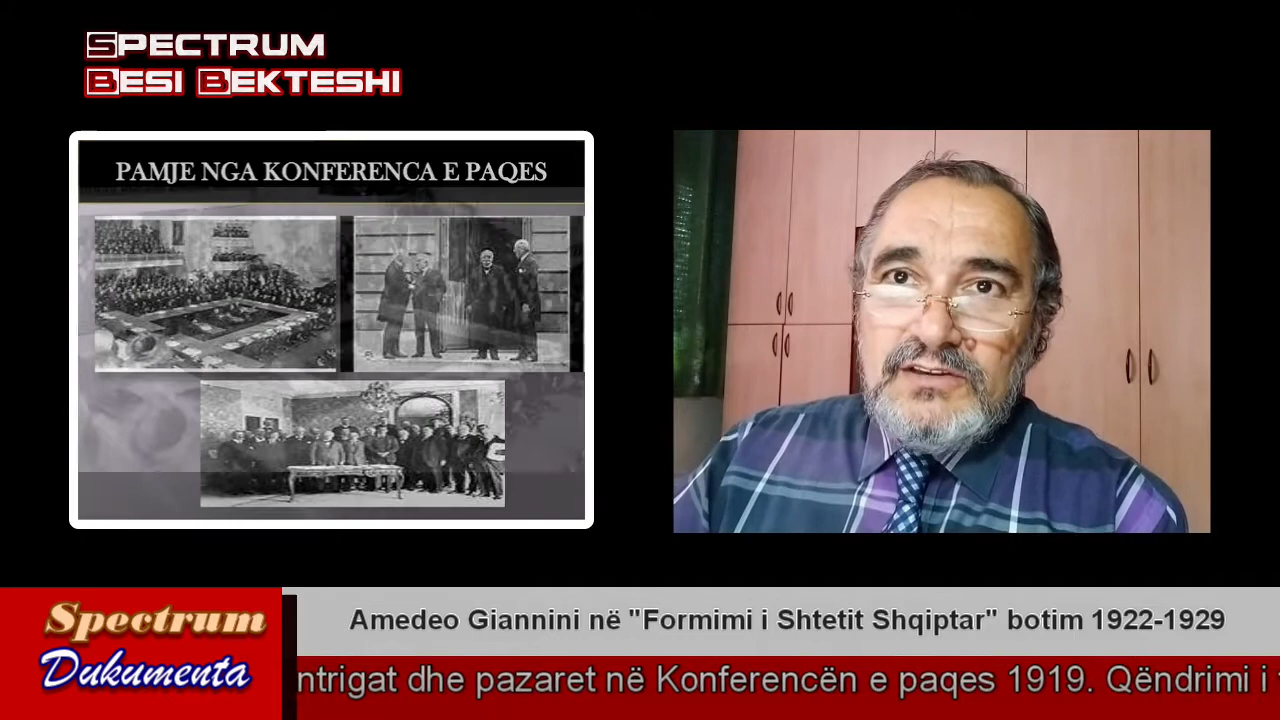 SPECTRUM
BESI BEKTESHI
PAMJE NGA KONFERENCA E PAQES
Spectrum
Dukumenta
Amedeo Giannini në "Formimi i Shtetit Shqiptar" botim 1922-1929
ntrigat dhe pazaret në Konferencën e paqes 1919. Qëndrimi i